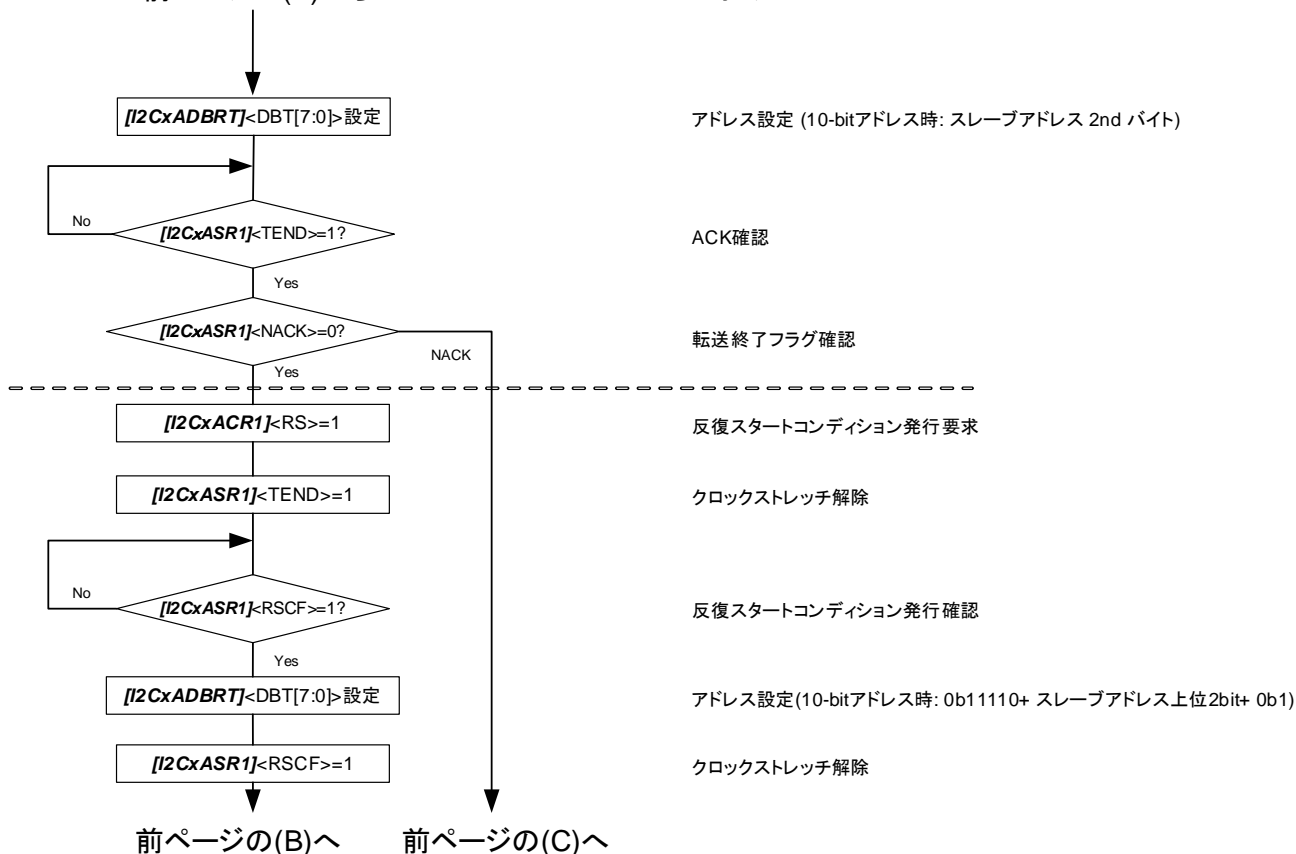 [I2CxADBRT]<DBT[7:0]>設定 アドレス設定 (10-bitアドレス時: スレーブアドレス 2nd バイト)
No
[I2CxASR1]<TEND>=1? ACK確認
Yes
[I2CxASR1]<NACK>=0? 転送終了フラグ確認
NACK
Yes
[I2CxACR1]<RS>=1 反復スタートコンディション発行要求
[I2CxASR1]<TEND>=1 クロックストレッチ解除
No
[I2CxASR1]<RSCF>=1? 反復スタートコンディション発行確認
Yes
[I2CxADBRT]<DBT[7:0]>設定 アドレス設定(10-bitアドレス時: 0b11110+ スレーブアドレス上位2bit+ 0b1)
[I2CxASR1]<RSCF>=1 クロックストレッチ解除
前ページの(B)へ 前ページの(C)へ